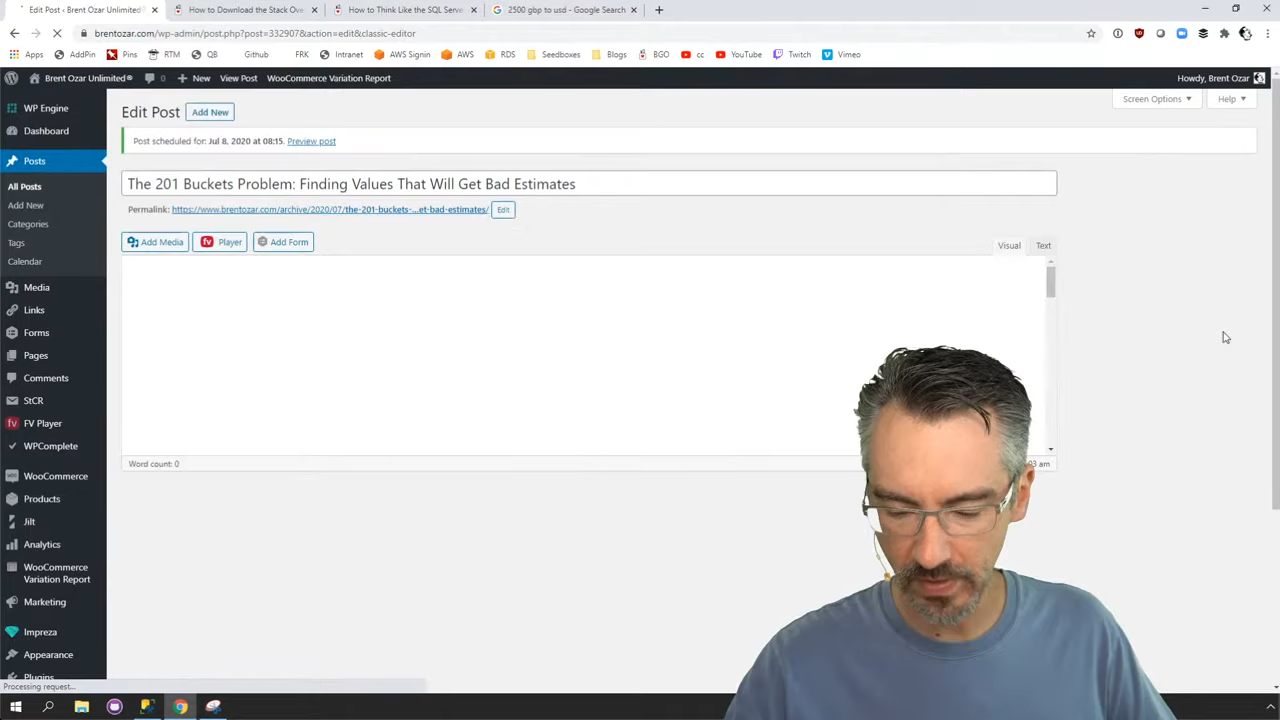 Edit Post ‹ Brent Ozar Unlimited®
How to Download the Stack Over
How to Think Like the SQL Serve
2500 gbp to usd - Google Search
brentozar.com/wp-admin/post.php?post=332907&action=edit&classic-editor
Apps
AddPin
Pins
RTM
QB
Github
FRK
Intranet
AWS Signin
AWS
RDS
Seedboxes
Blogs
BGO
cc
YouTube
Twitch
Vimeo
Brent Ozar Unlimited®
0
New
View Post
WooCommerce Variation Report
Howdy, Brent Ozar
WP Engine
Dashboard
Posts
All Posts
Add New
Categories
Tags
Calendar
Media
Links
Forms
Pages
Comments
StCR
FV Player
WPComplete
WooCommerce
Products
Jilt
Analytics
WooCommerce
Variation Report
Marketing
Impreza
Appearance
Plugins
Edit Post
Add New
Screen Options
Help
Post scheduled for: Jul 8, 2020 at 08:15. Preview post
The 201 Buckets Problem: Finding Values That Will Get Bad Estimates
Permalink: https://www.brentozar.com/archive/2020/07/the-201-buckets-...et-bad-estimates/ Edit
Add Media
fv Player
Add Form
Visual
Text
Word count: 0
03 am
Processing request...